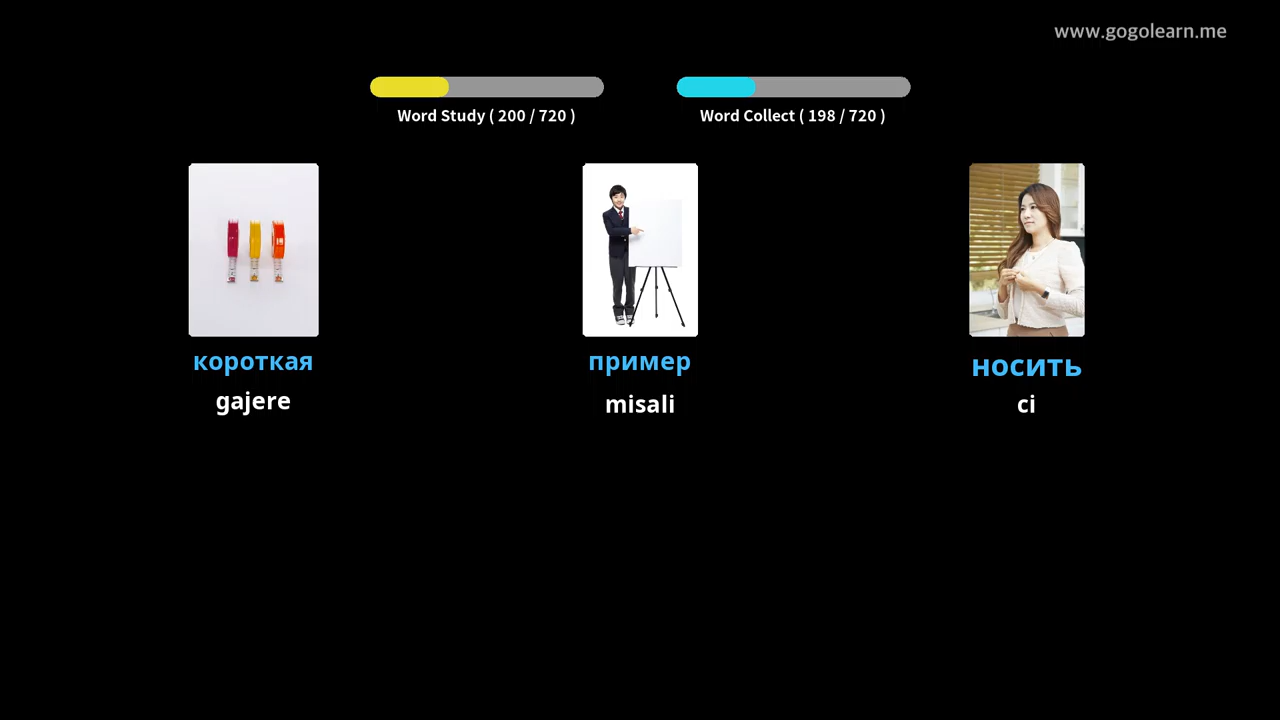 www.gogolearn.me
Word Study ( 200 / 720 )
Word Collect ( 198 / 720 )
короткая
gajere
пример
misali
носить
ci